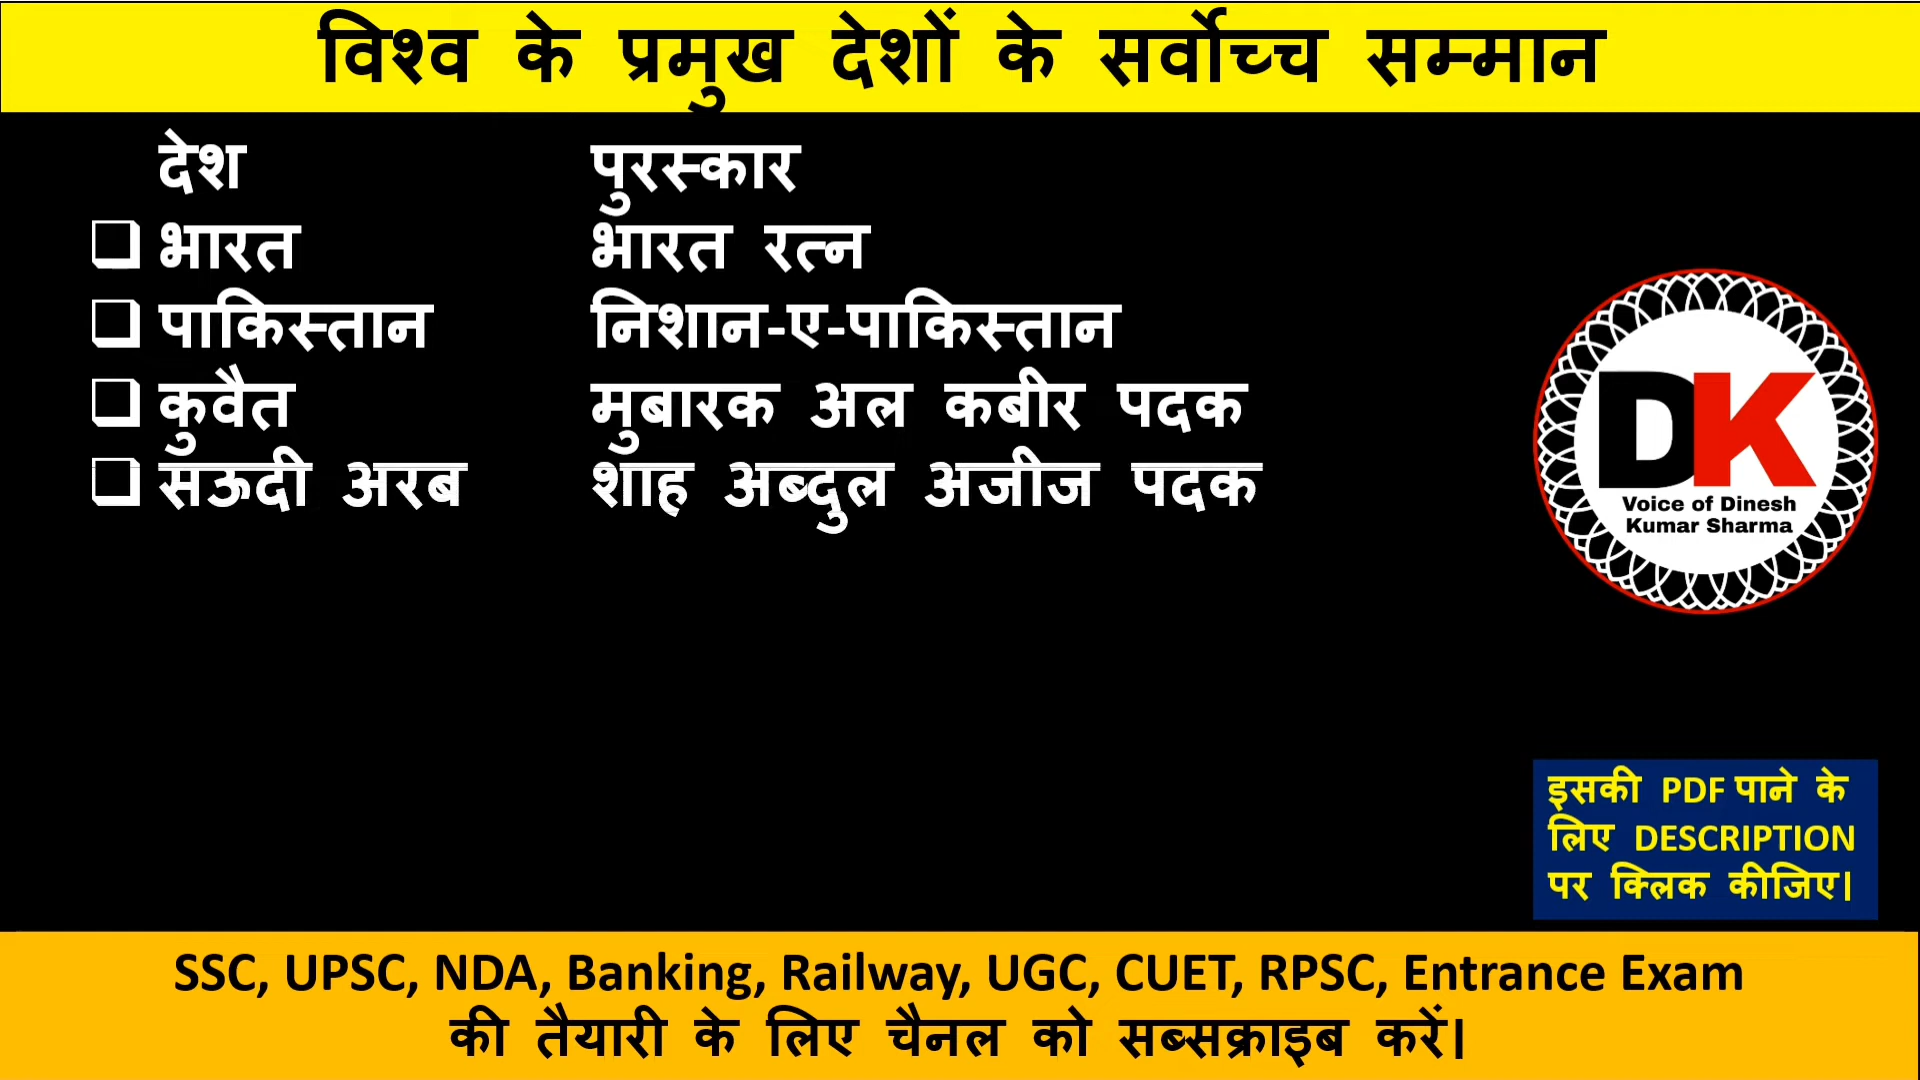 विश्व के प्रमुख देशों के सर्वोच्च सम्मान
देश पुरस्कार
भारत भारत रत्न
पाकिस्तान निशान-ए-पाकिस्तान
कुवैत मुबारक अल कबीर पदक
सऊदी अरब शाह अब्दुल अजीज पदक
DK
Voice of Dinesh
Kumar Sharma
इसकी PDF पाने के
लिए DESCRIPTION
पर क्लिक कीजिए।
SSC, UPSC, NDA, Banking, Railway, UGC, CUET, RPSC, Entrance Exam
की तैयारी के लिए चैनल को सब्सक्राइब करें।